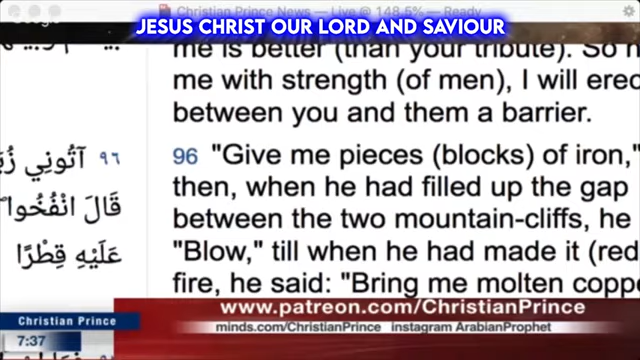 Christian Prince News — Live @ 148.5% — Ready
JESUS CHRIST OUR LORD AND SAVIOUR
me is better (than your tribute). So
me with strength (of men), I will
between you and them a barrier.
٩٦ آتُونِي
قَالَ انْفُخُوا
عَلَيْهِ قِطْرًا
96 "Give me pieces (blocks) of iron,"
then, when he had filled up the gap
between the two mountain-cliffs, he
"Blow," till when he had made it (red
fire, he said: "Bring me molten
www.patreon.com/ChristianPrince
Christian Prince
minds.com/ChristianPrince instagram ArabianProphet
7:37